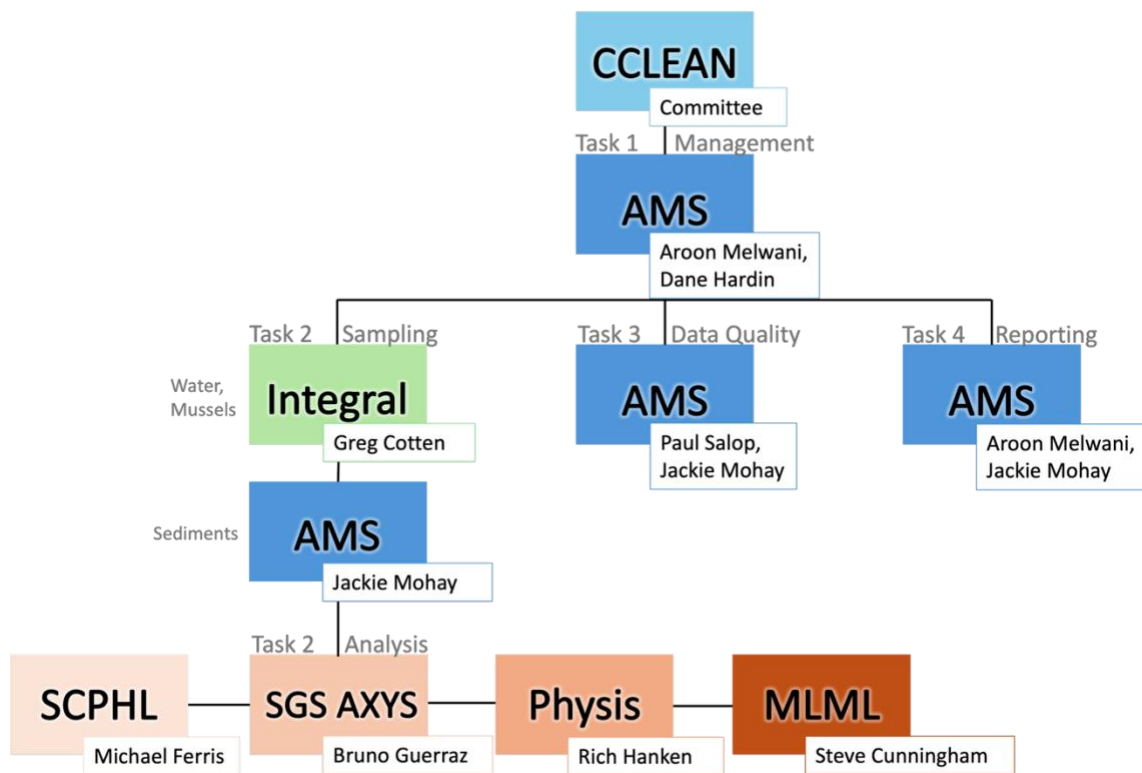 CCLEAN
Committee
Task 1 Management
AMS
Aroon Melwani,
Dane Hardin
Task 2 Sampling
Water,
Mussels
Integral
Greg Cotten
Task 3 Data Quality
AMS
Paul Salop,
Jackie Mohay
Task 4 Reporting
AMS
Aroon Melwani,
Jackie Mohay
Sediments
AMS
Jackie Mohay
Task 2 Analysis
SCPHL
Michael Ferris
SGS AXYS
Bruno Guerraz
Physis
Rich Hanken
MLML
Steve Cunningham